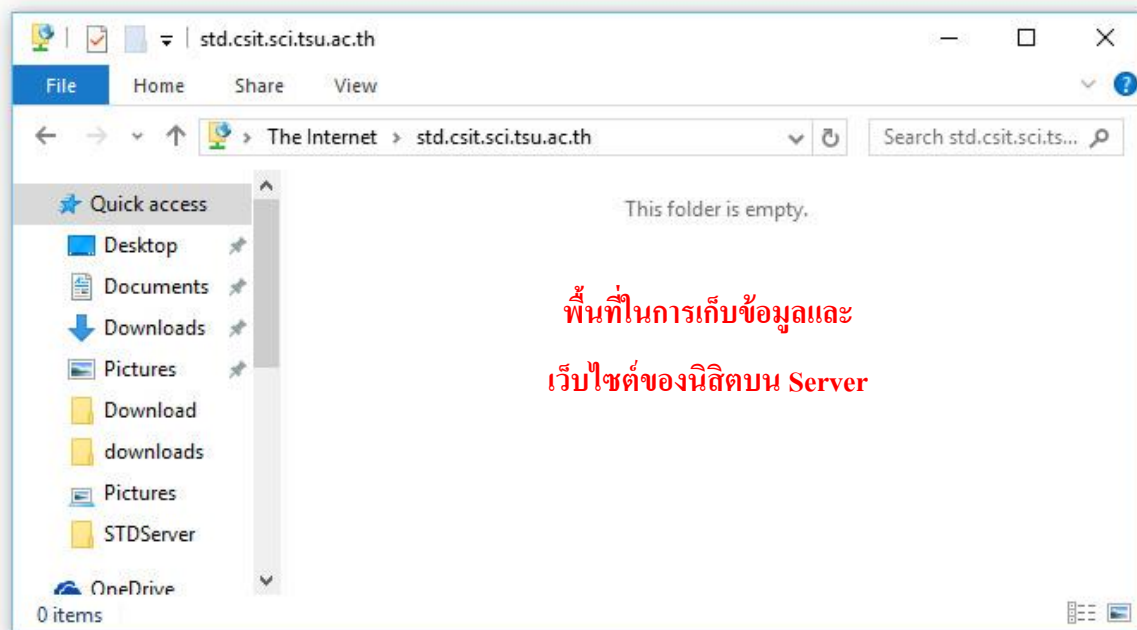 std.csit.sci.tsu.ac.th
File Home Share View
The Internet > std.csit.sci.tsu.ac.th
Search std.csit.sci.ts...
Quick access
Desktop
Documents
Downloads
Pictures
Download
downloads
Pictures
STDServer
OneDrive
This folder is empty.
พื้นที่ในการเก็บข้อมูลและ
เว็บไซต์ของนิสิตบน Server
0 items